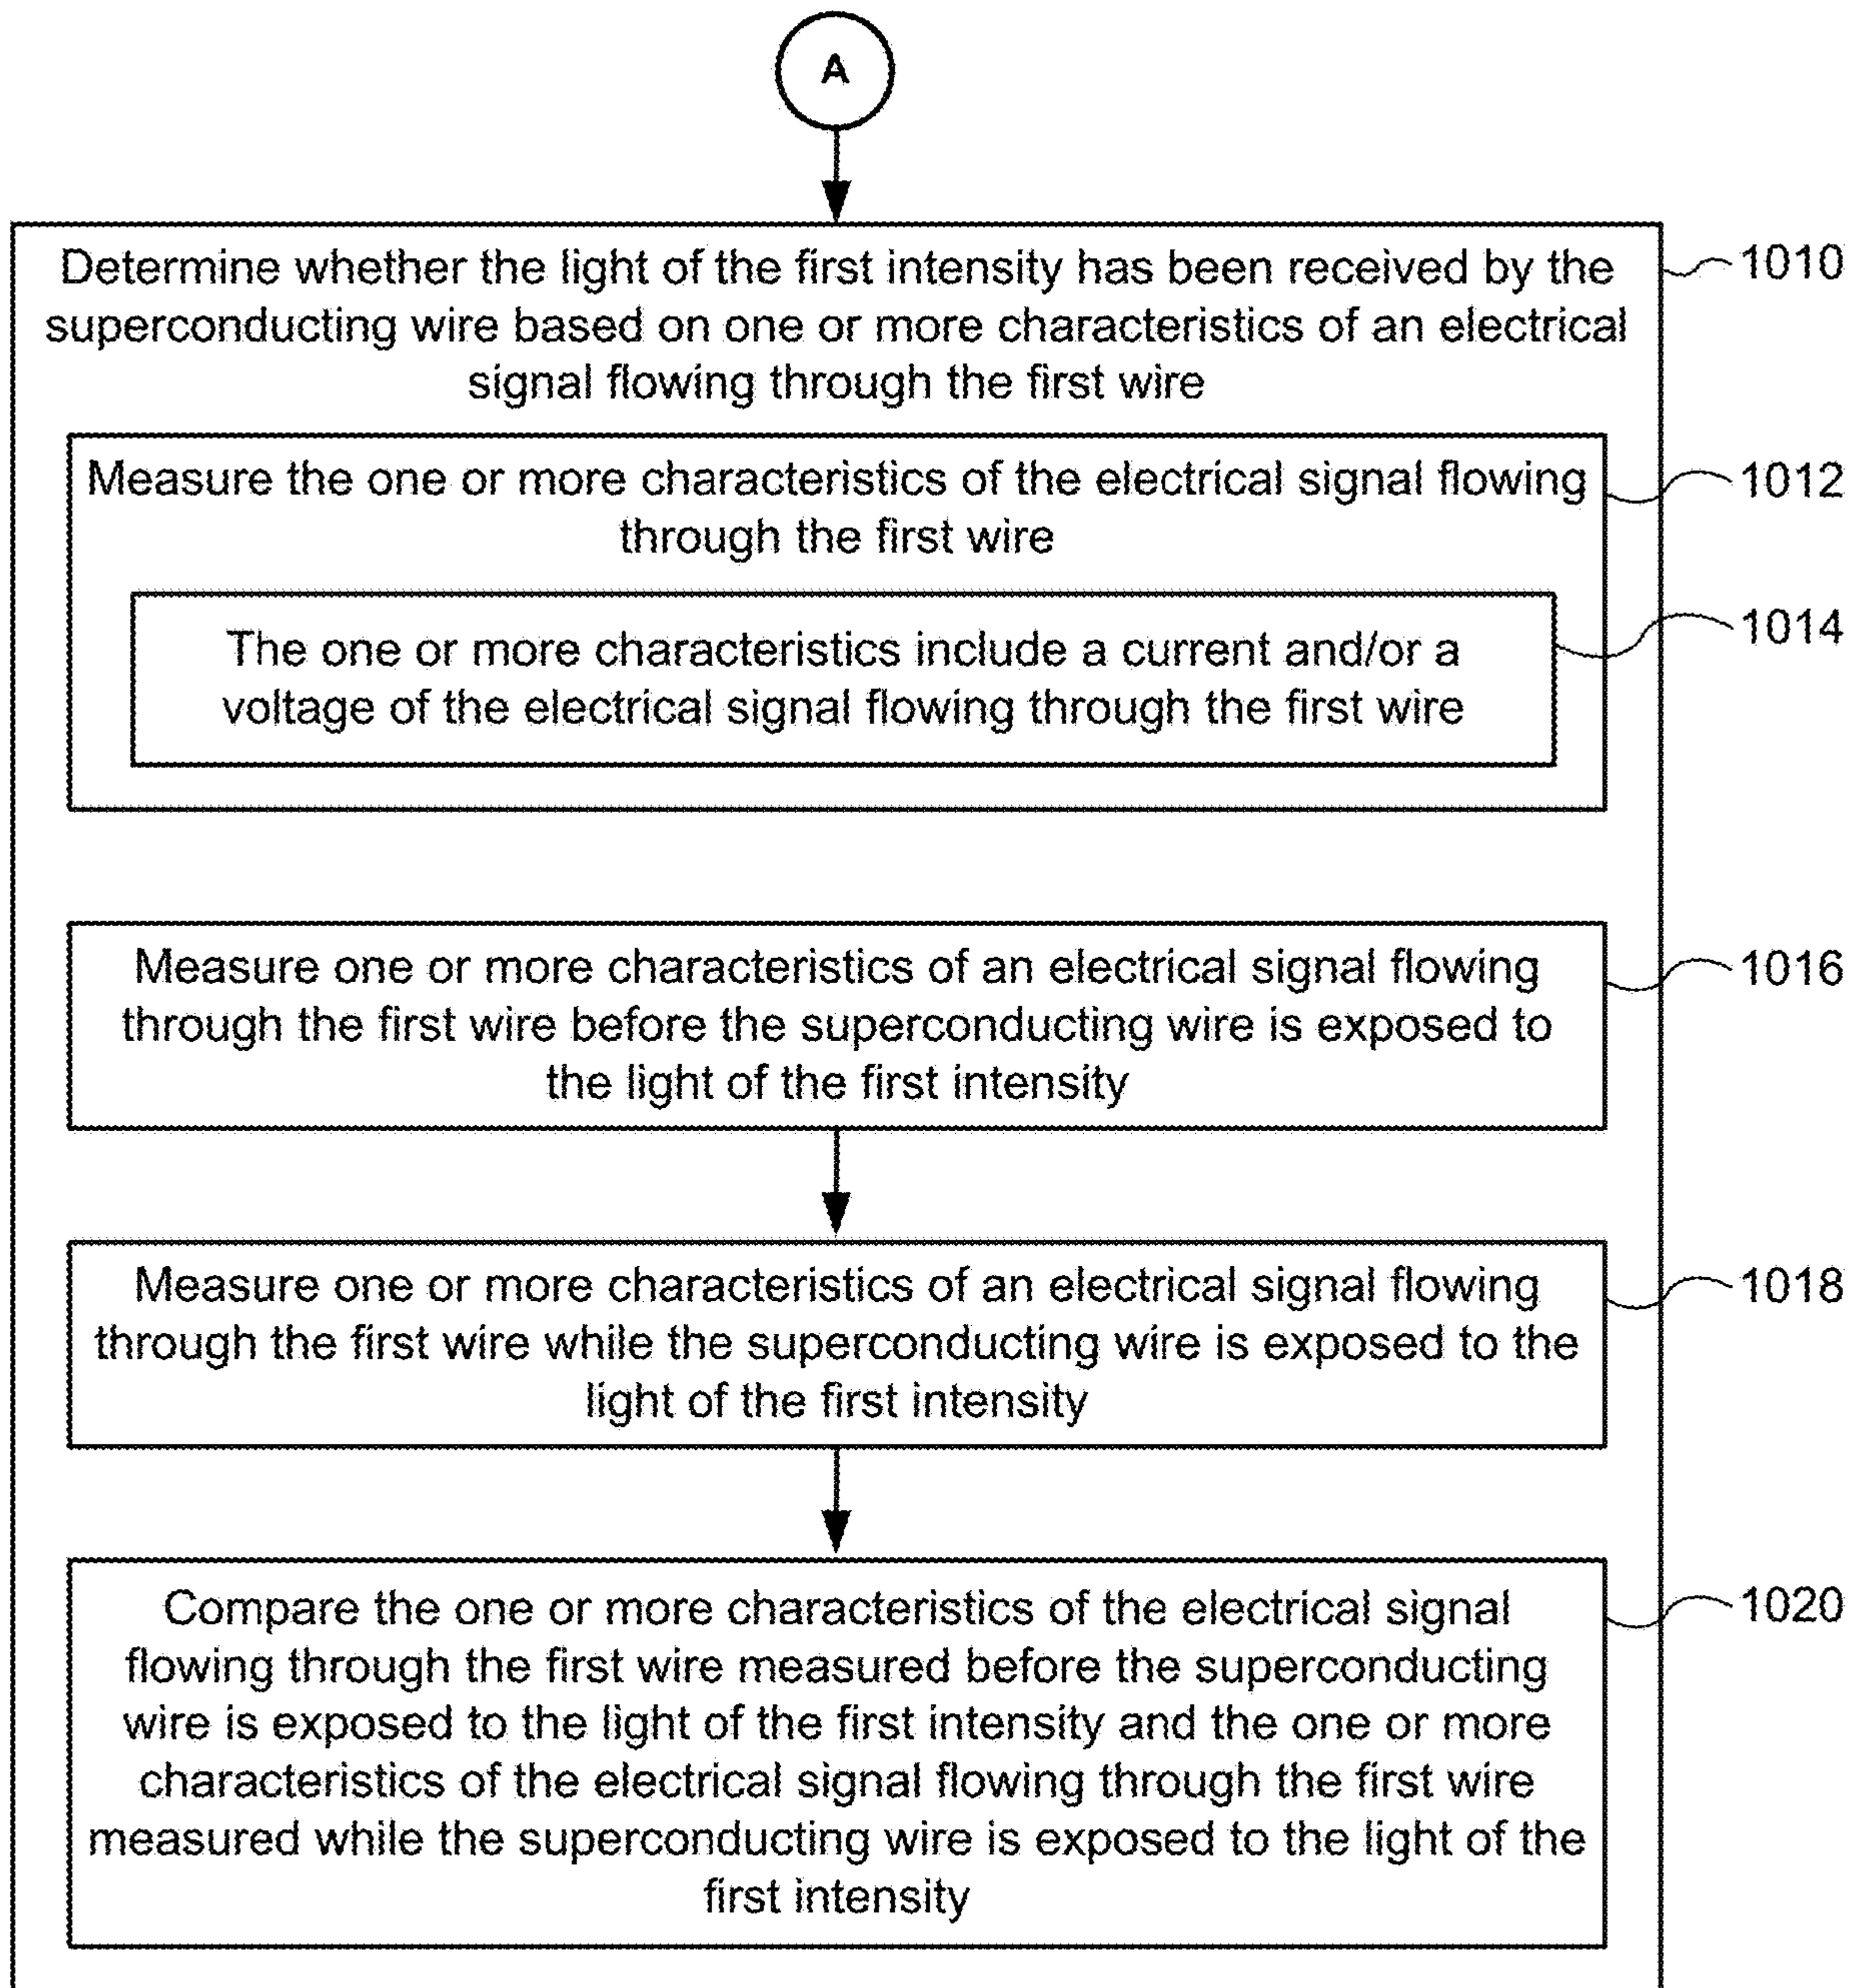 A
Determine whether the light of the first intensity has been received by the
superconducting wire based on one or more characteristics of an electrical
signal flowing through the first wire
1010
Measure the one or more characteristics of the electrical signal flowing
through the first wire
1012
The one or more characteristics include a current and/or a
voltage of the electrical signal flowing through the first wire
1014
Measure one or more characteristics of an electrical signal flowing
through the first wire before the superconducting wire is exposed to
the light of the first intensity
1016
Measure one or more characteristics of an electrical signal flowing
through the first wire while the superconducting wire is exposed to the
light of the first intensity
1018
Compare the one or more characteristics of the electrical signal
flowing through the first wire measured before the superconducting
wire is exposed to the light of the first intensity and the one or more
characteristics of the electrical signal flowing through the first wire
measured while the superconducting wire is exposed to the light of the
first intensity
1020